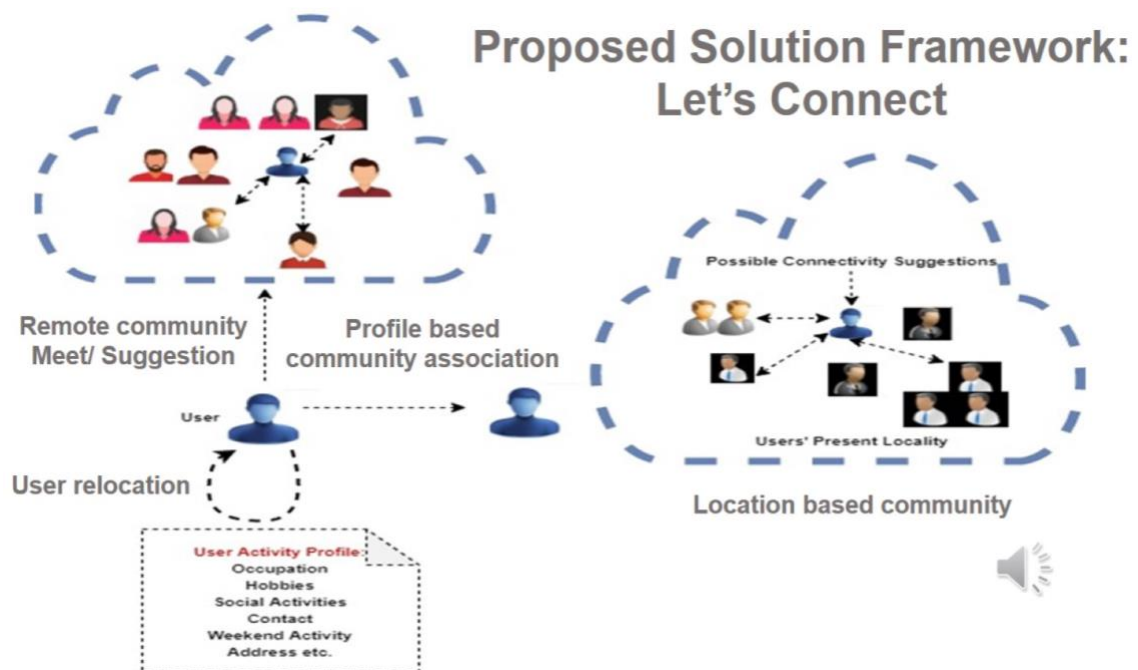 Proposed Solution Framework:
Let's Connect
Possible Connectivity Suggestions
Remote community
Meet/ Suggestion
Profile based
community association
User
Users' Present Locality
User relocation
Location based community
User Activity Profile:
Occupation
Hobbies
Social Activities
Contact
Weekend Activity
Address etc.